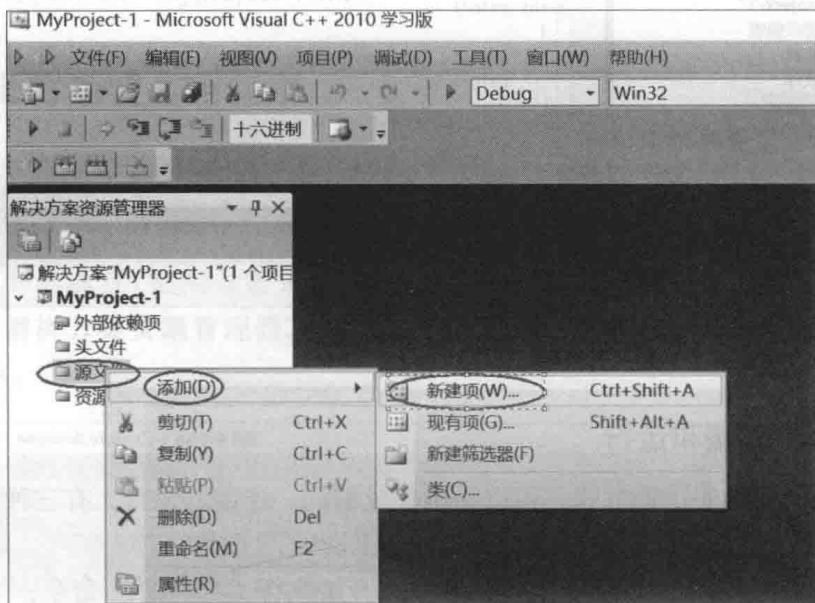 MyProject-1 - Microsoft Visual C++ 2010 学习版
文件(F) 编辑(E) 视图(V) 项目(P) 调试(D) 工具(T) 窗口(W) 帮助(H)
Debug Win32
十六进制
解决方案资源管理器
解决方案"MyProject-1"(1 个项目
MyProject-1
外部依赖项
头文件
源文件
资源
添加(D)
剪切(T) Ctrl+X
复制(Y) Ctrl+C
粘贴(P) Ctrl+V
删除(D) Del
重命名(M) F2
属性(R)
新建项(W)... Ctrl+Shift+A
现有项(G)... Shift+Alt+A
新建筛选器(F)
类(C)...